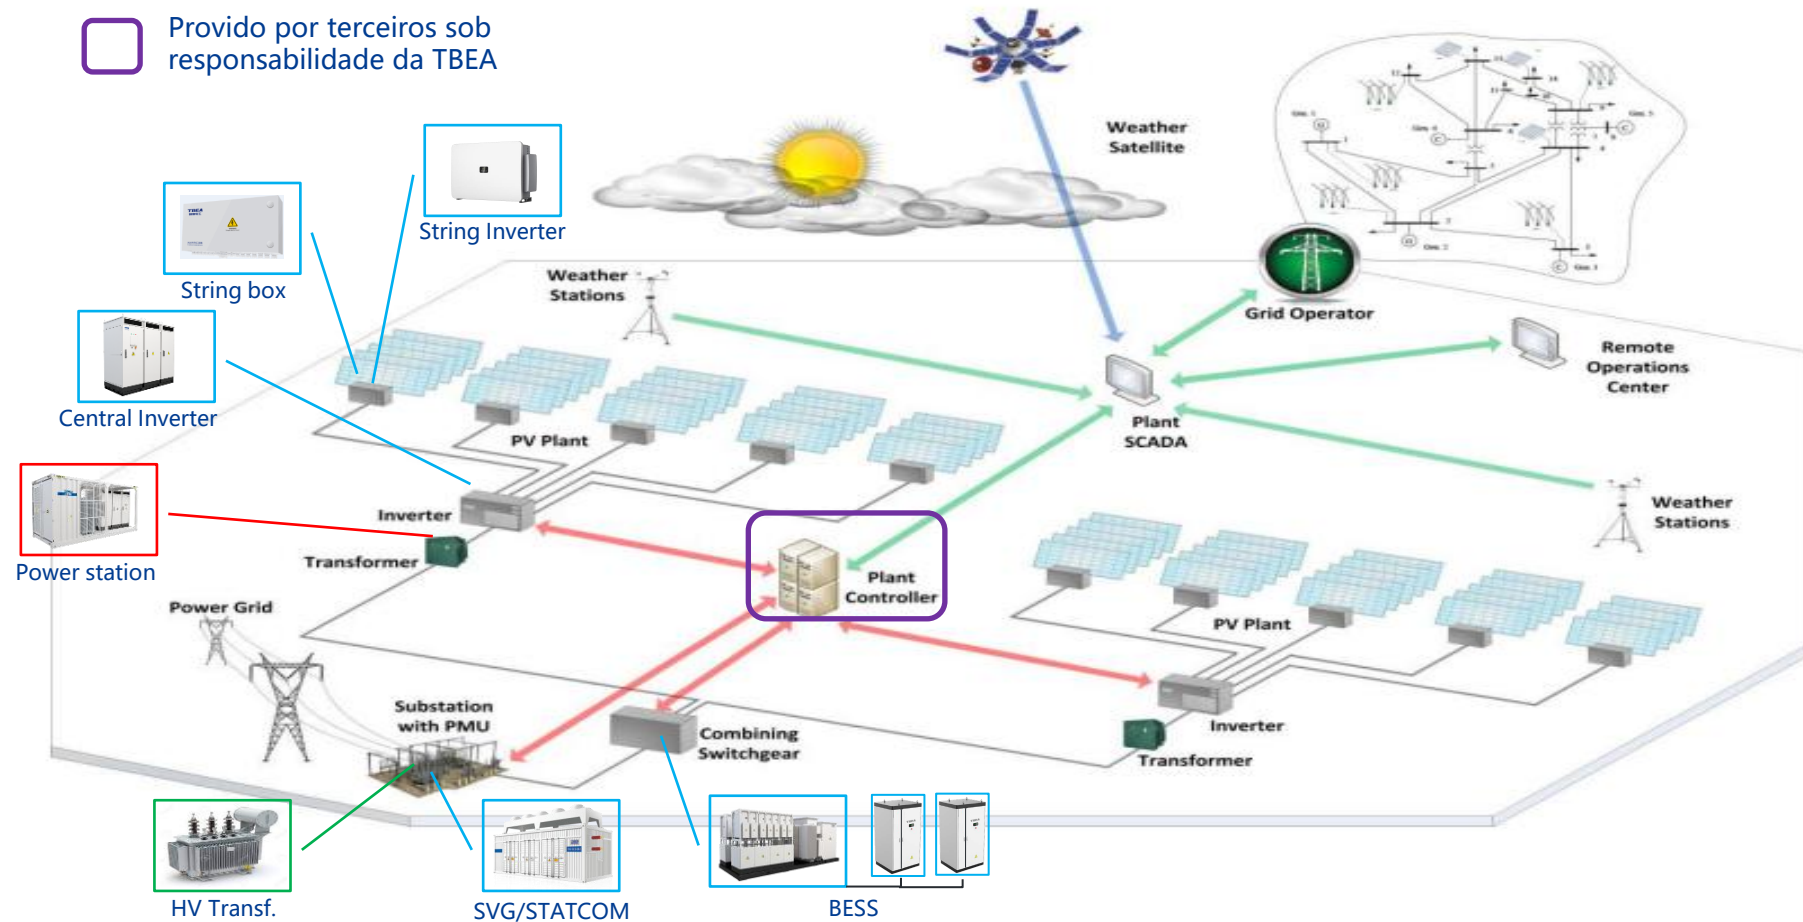 Provido por terceiros sob
responsabilidade da TBEA
Weather
Satellite
String Inverter
TBEA
String box
Weather
Stations
Grid Operator
Remote
Operations
Center
Central Inverter
Plant
SCADA
PV Plant
Weather
Stations
Inverter
Transformer
Power station
Plant
Controller
Power Grid
PV Plant
Substation
with PMU
Combining
Switchgear
Inverter
Transformer
HV Transf.
SVG/STATCOM
BESS